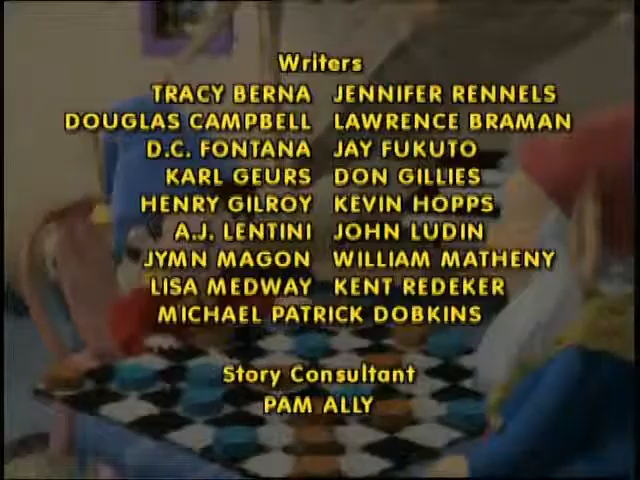 Writers
TRACY BERNA JENNIFER RENNELS
DOUGLAS CAMPBELL LAWRENCE BRAMAN
D.C. FONTANA JAY FUKUTO
KARL GEURS DON GILLIES
HENRY GILROY KEVIN HOPPS
A.J. LENTINI JOHN LUDIN
JYMN MAGON WILLIAM MATHENY
LISA MEDWAY KENT REDEKER
MICHAEL PATRICK DOBKINS
Story Consultant
PAM ALLY